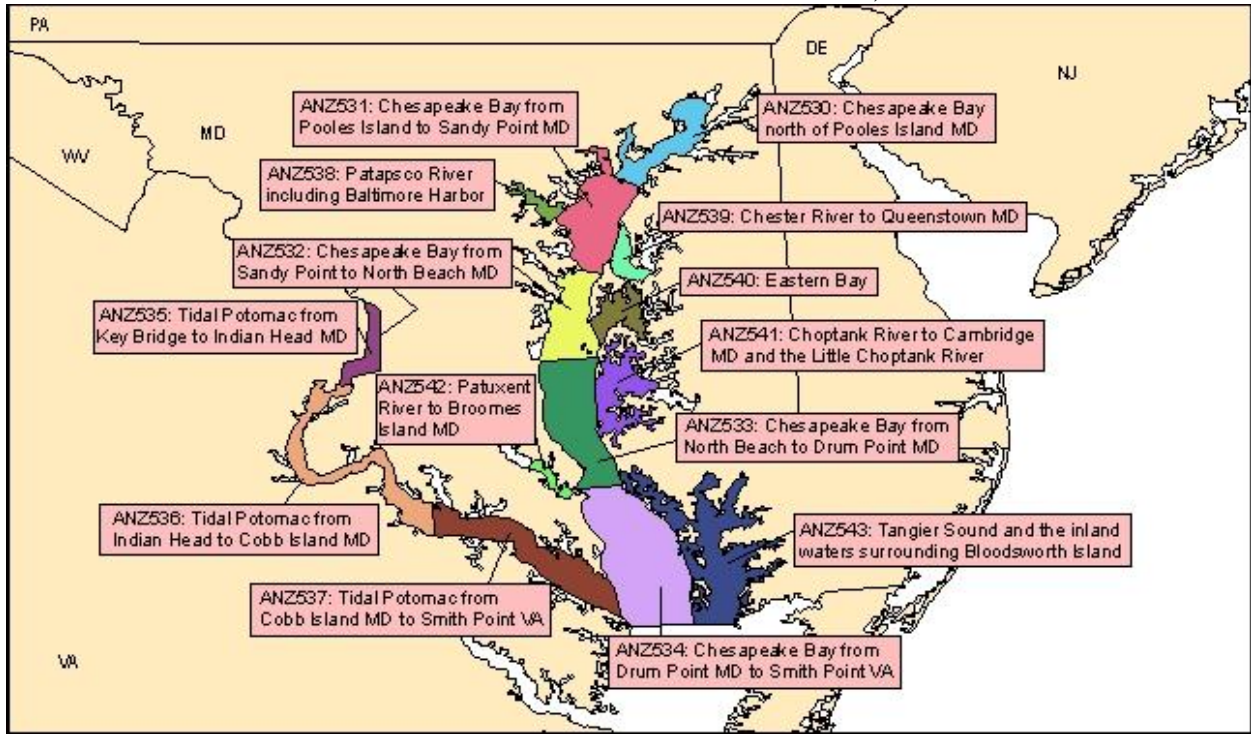 PA
DE
NJ
MD
WV
VA
ANZ531: Chesapeake Bay from
Pooles Island to Sandy Point MD
ANZ530: Chesapeake Bay
north of Pooles Island MD
ANZ538: Patapsco River
including Baltimore Harbor
ANZ539: Chester River to Queenstown MD
ANZ532: Chesapeake Bay from
Sandy Point to North Beach MD
ANZ540: Eastern Bay
ANZ535: Tidal Potomac from
Key Bridge to Indian Head MD
ANZ541: Choptank River to Cambridge
MD and the Little Choptank River
ANZ542: Patuxent
River to Broomes
Island MD
ANZ533: Chesapeake Bay from
North Beach to Drum Point MD
ANZ536: Tidal Potomac from
Indian Head to Cobb Island MD
ANZ543: Tangier Sound and the inland
waters surrounding Bloodsworth Island
ANZ537: Tidal Potomac from
Cobb Island MD to Smith Point VA
ANZ534: Chesapeake Bay from
Drum Point MD to Smith Point VA